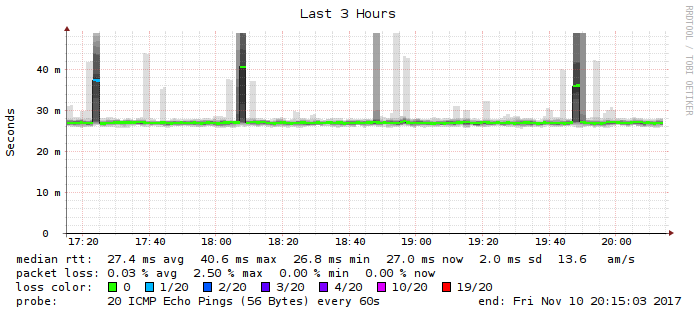 Last 3 Hours
RRDTOOL / TOBI OETIKER
Seconds
40 m
30 m
20 m
10 m
0
17:20 17:40 18:00 18:20 18:40 19:00 19:20 19:40 20:00
median rtt: 27.4 ms avg 40.6 ms max 26.8 ms min 27.0 ms now 2.0 ms sd 13.6 am/s
packet loss: 0.03 % avg 2.50 % max 0.00 % min 0.00 % now
loss color: 0 1/20 2/20 3/20 4/20 10/20 19/20
probe: 20 ICMP Echo Pings (56 Bytes) every 60s end: Fri Nov 10 20:15:03 2017